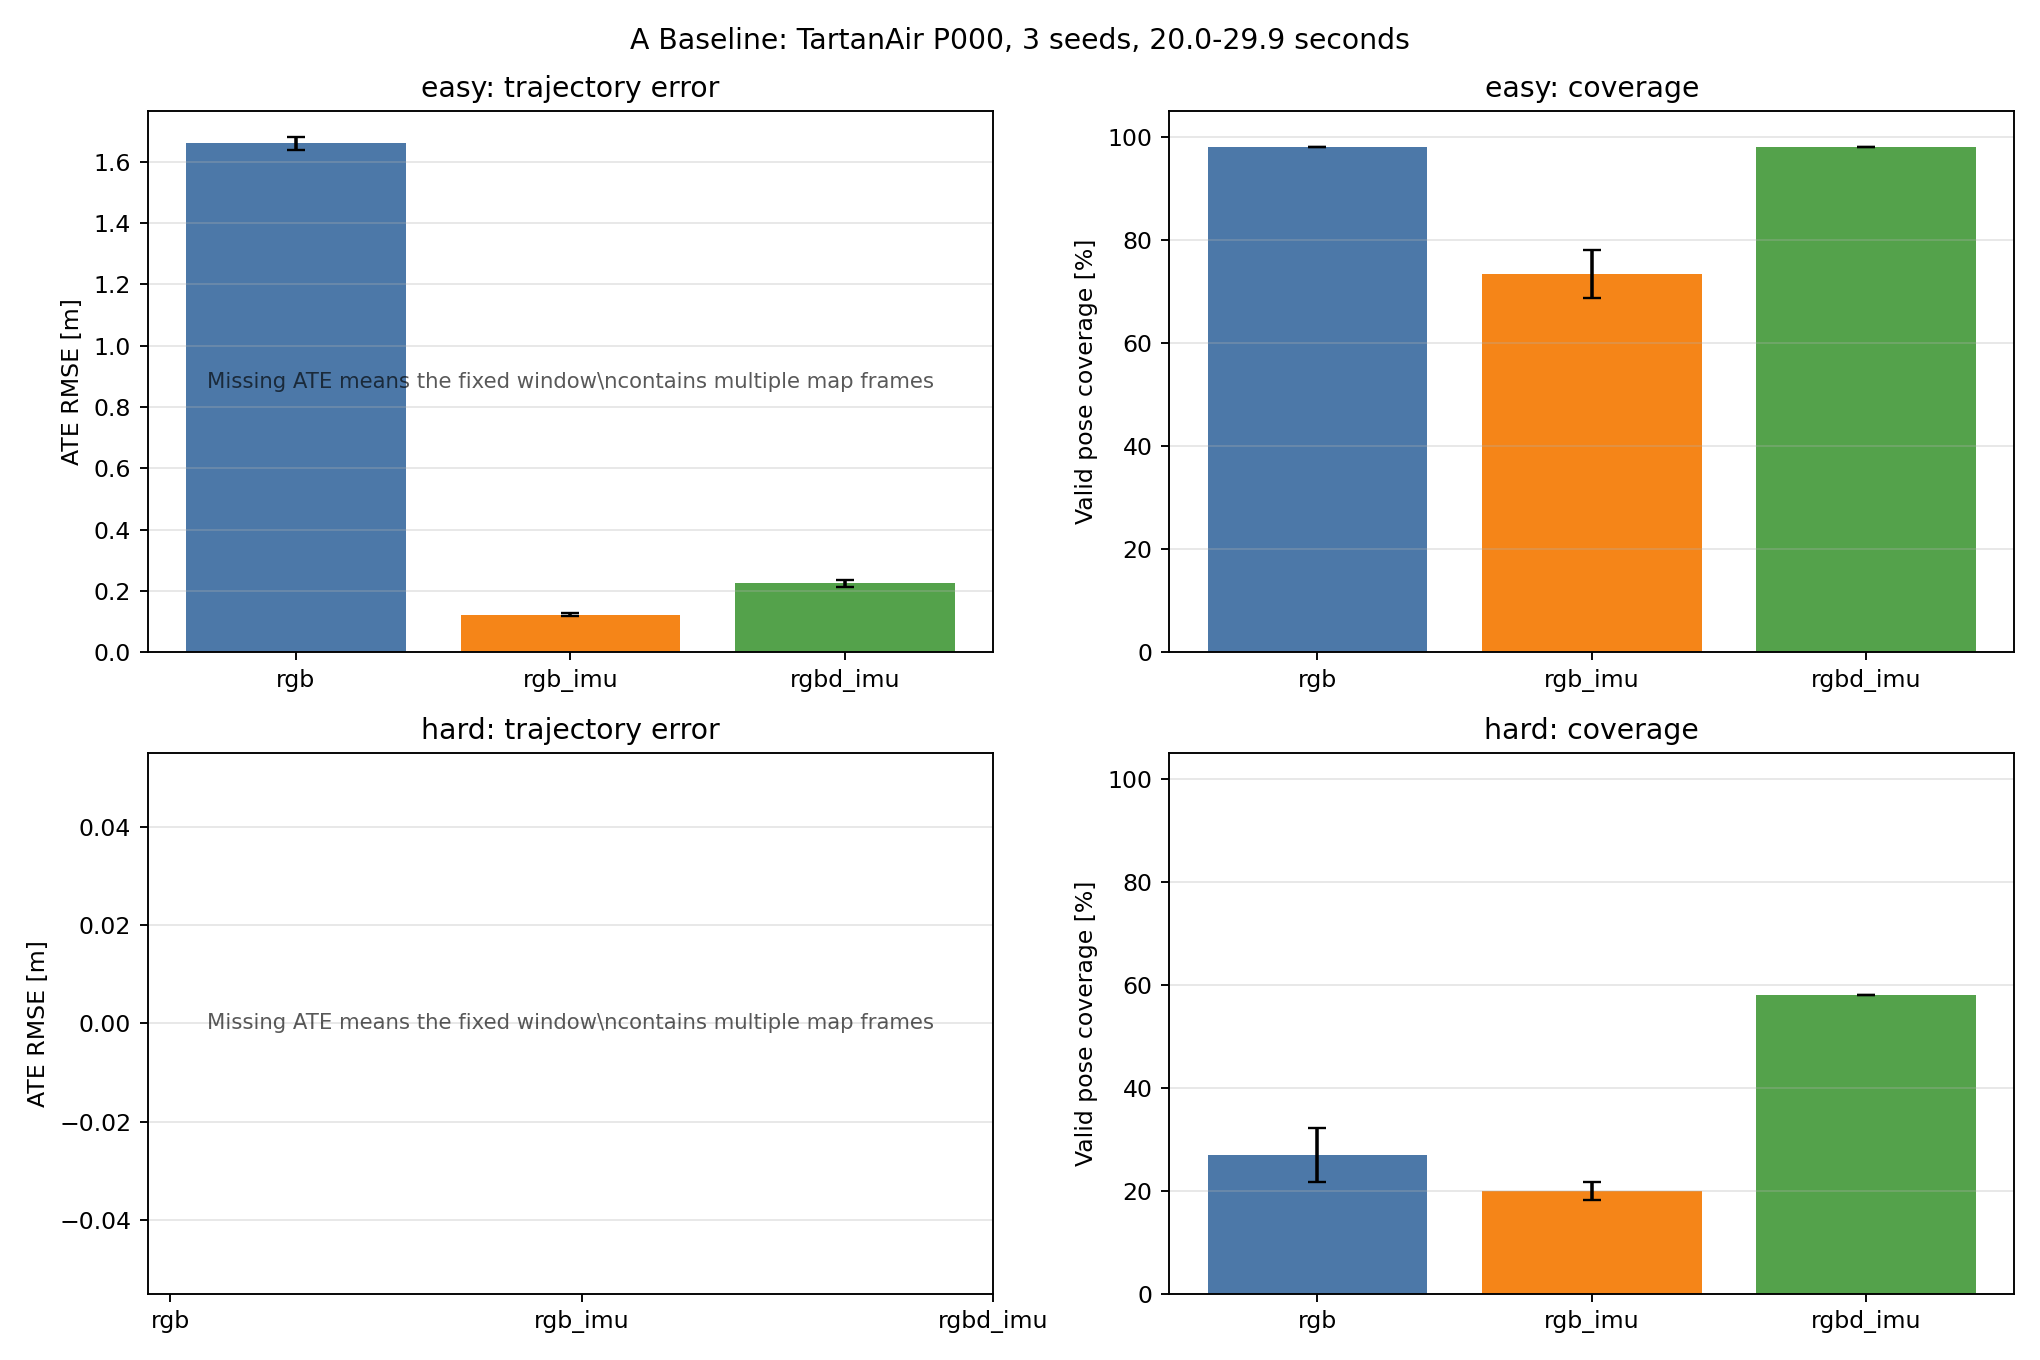 A Baseline: TartanAir P000, 3 seeds, 20.0-29.9 seconds
easy: trajectory error
ATE RMSE [m]
1.6
1.4
1.2
1.0
0.8
0.6
0.4
0.2
0.0
Missing ATE means the fixed window\ncontains multiple map frames
rgb
rgb_imu
rgbd_imu
easy: coverage
Valid pose coverage [%]
100
80
60
40
20
0
rgb
rgb_imu
rgbd_imu
hard: trajectory error
ATE RMSE [m]
0.04
0.02
0.00
−0.02
−0.04
Missing ATE means the fixed window\ncontains multiple map frames
rgb
rgb_imu
rgbd_imu
hard: coverage
Valid pose coverage [%]
100
80
60
40
20
0
rgb
rgb_imu
rgbd_imu